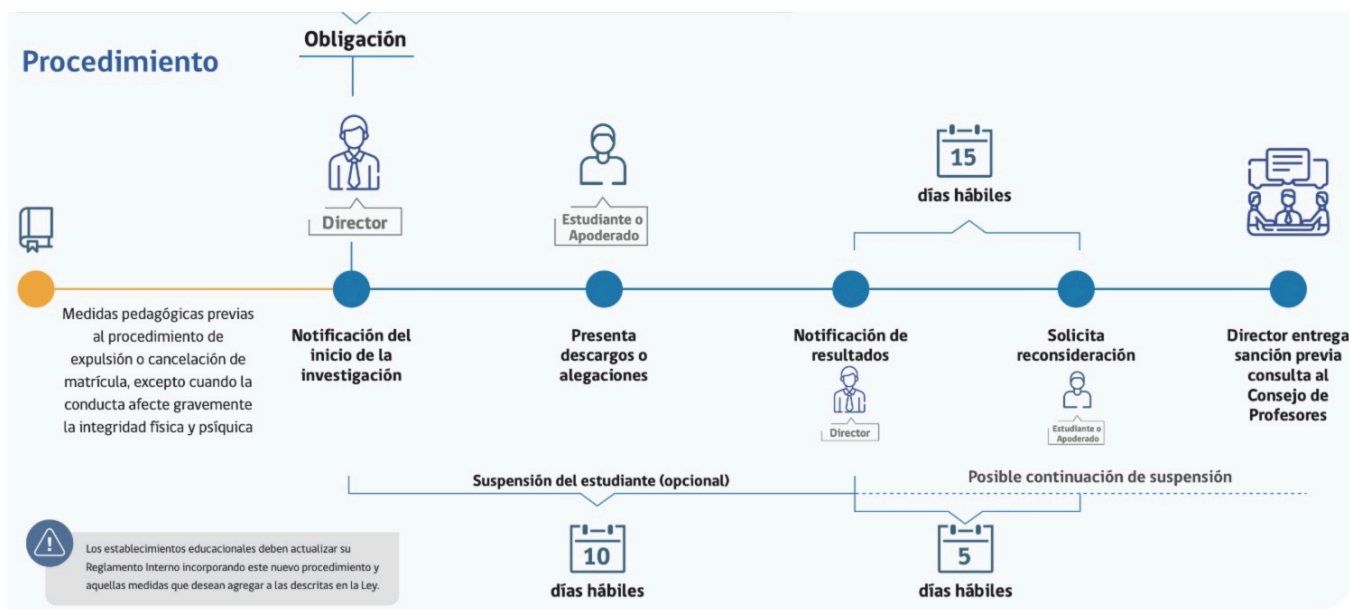 Obligación
Procedimiento
Director
Estudiante o
Apoderado
15
días hábiles
Medidas pedagógicas previas
al procedimiento de
expulsión o cancelación de
matrícula, excepto cuando la
conducta afecte gravemente
la integridad física y psíquica
Notificación del
inicio de la
investigación
Presenta
descargos o
alegaciones
Notificación de
resultados
Director
Solicita
reconsideración
Estudiante o
Apoderado
Director entrega
sanción previa
consulta al
Consejo de
Profesores
Suspensión del estudiante (opcional)
Posible continuación de suspensión
10
días hábiles
5
días hábiles
Los establecimientos educacionales deben actualizar su
Reglamento Interno incorporando este nuevo procedimiento y
aquellas medidas que desean agregar a las descritas en la Ley.